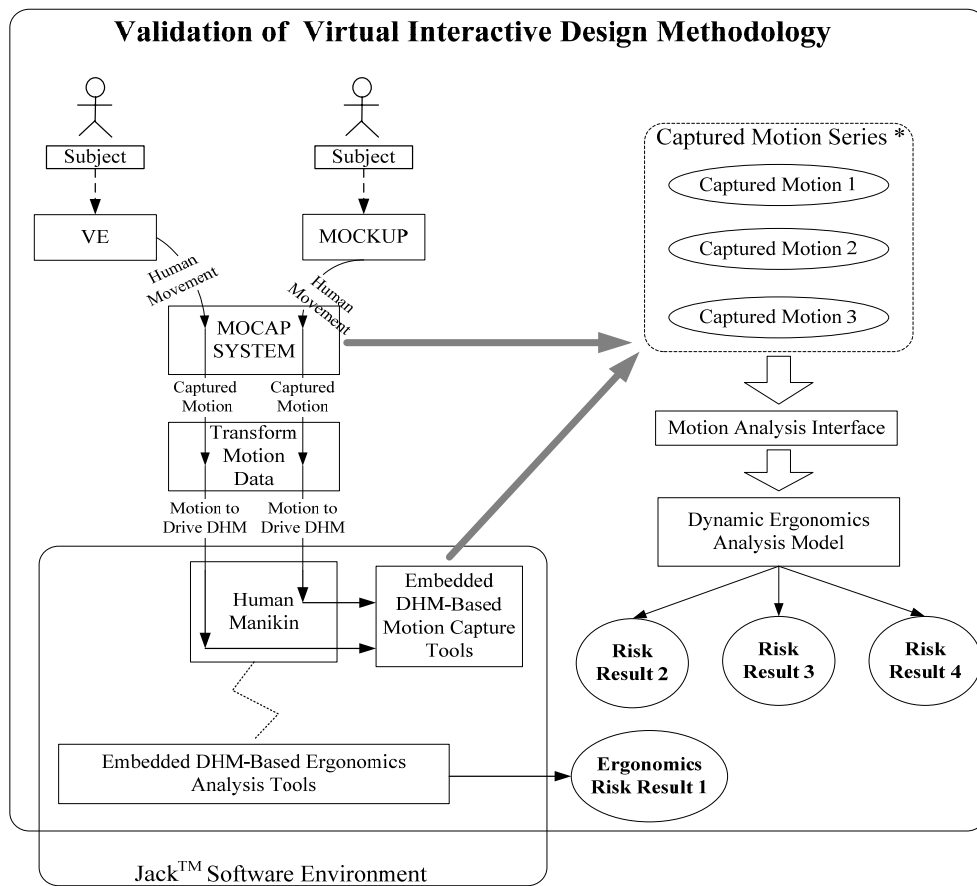 Validation of Virtual Interactive Design Methodology
Subject
Subject
VE
MOCKUP
Human
Movement
Human
Movement
MOCAP
SYSTEM
Captured
Motion
Captured
Motion
Transform
Motion
Data
Motion to
Drive DHM
Motion to
Drive DHM
Human
Manikin
Embedded
DHM-Based
Motion Capture
Tools
Embedded DHM-Based Ergonomics
Analysis Tools
Jack™ Software Environment
Captured Motion Series *
Captured Motion 1
Captured Motion 2
Captured Motion 3
Motion Analysis Interface
Dynamic Ergonomics
Analysis Model
Risk
Result 2
Risk
Result 3
Risk
Result 4
Ergonomics
Risk Result 1